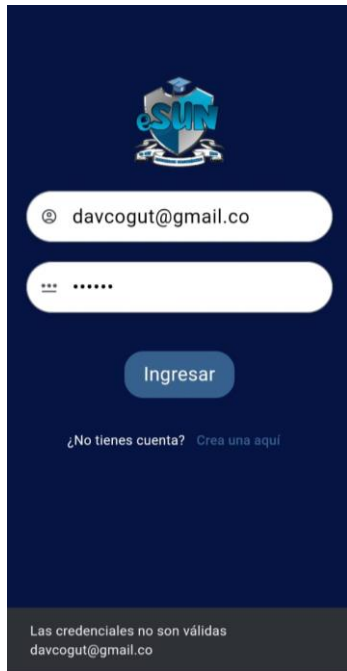 eSUN
davcogut@gmail.co
••••••
Ingresar
¿No tienes cuenta? Crea una aquí
Las credenciales no son válidas
davcogut@gmail.co